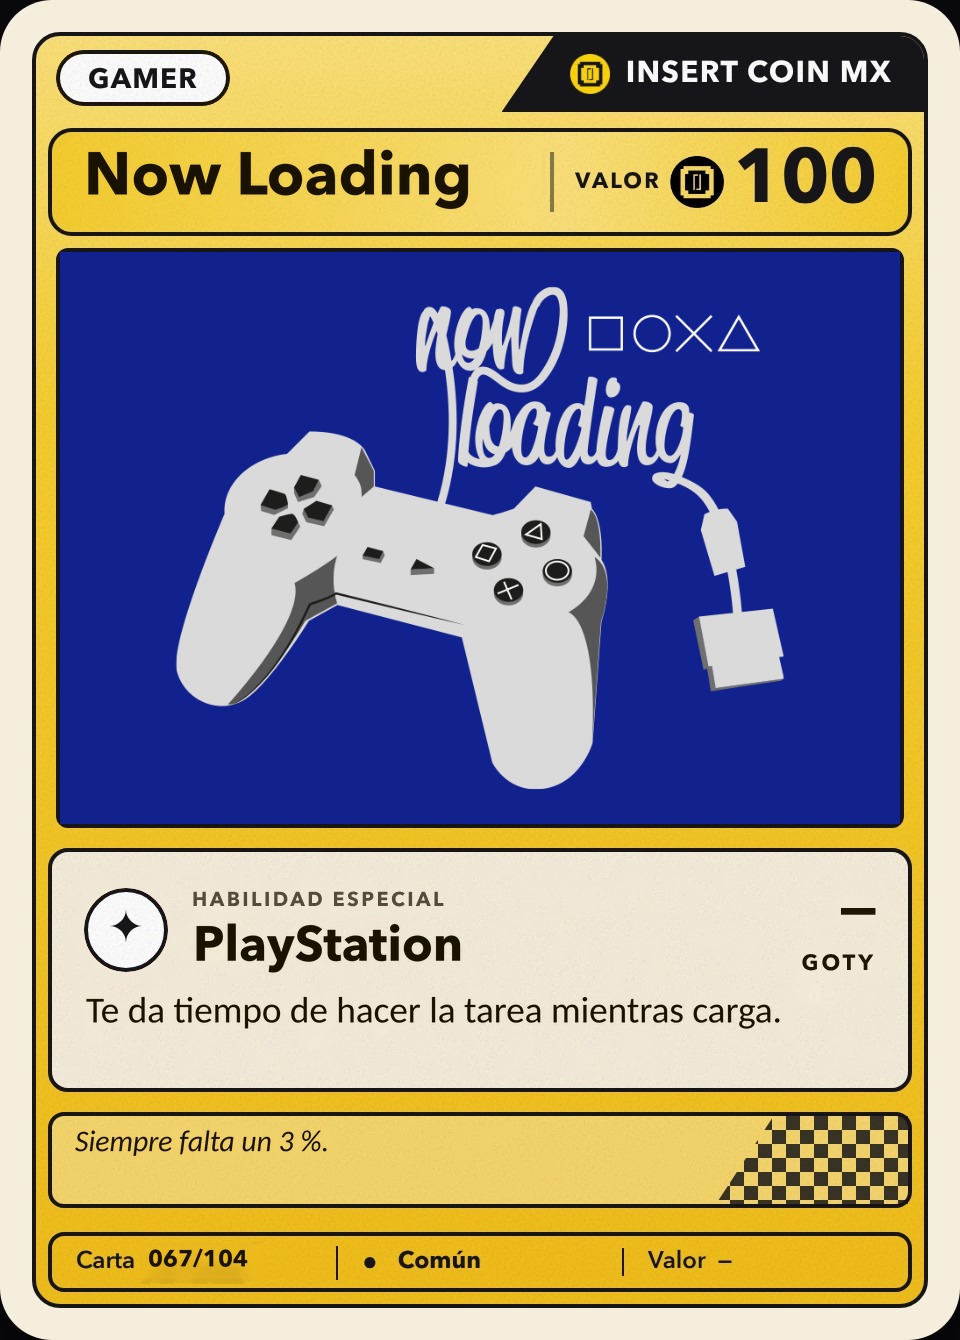 GAMER
INSERT COIN MX
Now Loading
VALOR 100
now
loading
HABILIDAD ESPECIAL
PlayStation
—
GOTY
Te da tiempo de hacer la tarea mientras carga.
Siempre falta un 3 %.
Carta 067/104
• Común
Valor –